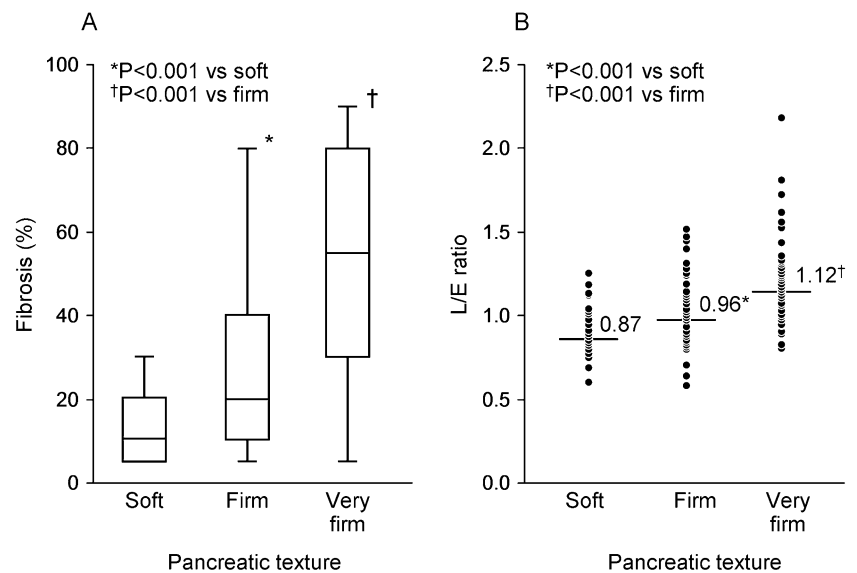 A
*P<0.001 vs soft
†P<0.001 vs firm
100
80
60
40
20
0
Fibrosis (%)
*
†
Soft
Firm
Very
firm
Pancreatic texture
B
*P<0.001 vs soft
†P<0.001 vs firm
2.5
2.0
1.5
1.0
0.5
0.0
L/E ratio
0.87
0.96*
1.12†
Soft
Firm
Very
firm
Pancreatic texture